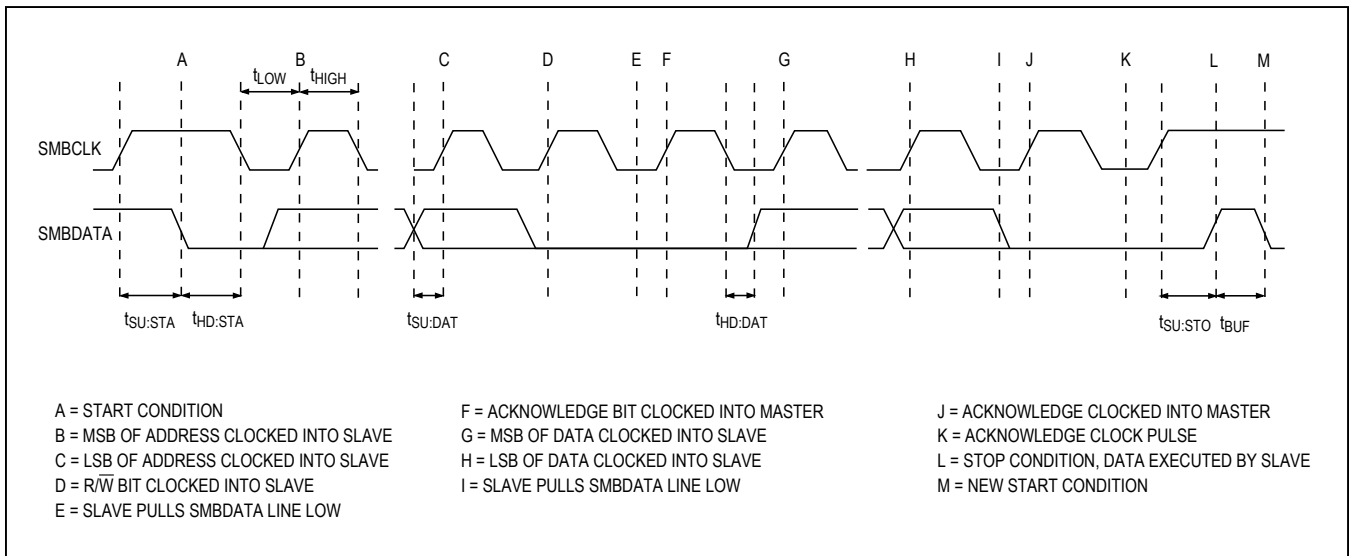 A B C D E F G H I J K L M
tLOW tHIGH
SMBCLK
SMBDATA
tSU:STA tHD:STA tSU:DAT tHD:DAT tSU:STO tBUF
A = START CONDITION
B = MSB OF ADDRESS CLOCKED INTO SLAVE
C = LSB OF ADDRESS CLOCKED INTO SLAVE
D = R/W̅ BIT CLOCKED INTO SLAVE
E = SLAVE PULLS SMBDATA LINE LOW
F = ACKNOWLEDGE BIT CLOCKED INTO MASTER
G = MSB OF DATA CLOCKED INTO SLAVE
H = LSB OF DATA CLOCKED INTO SLAVE
I = SLAVE PULLS SMBDATA LINE LOW
J = ACKNOWLEDGE CLOCKED INTO MASTER
K = ACKNOWLEDGE CLOCK PULSE
L = STOP CONDITION, DATA EXECUTED BY SLAVE
M = NEW START CONDITION